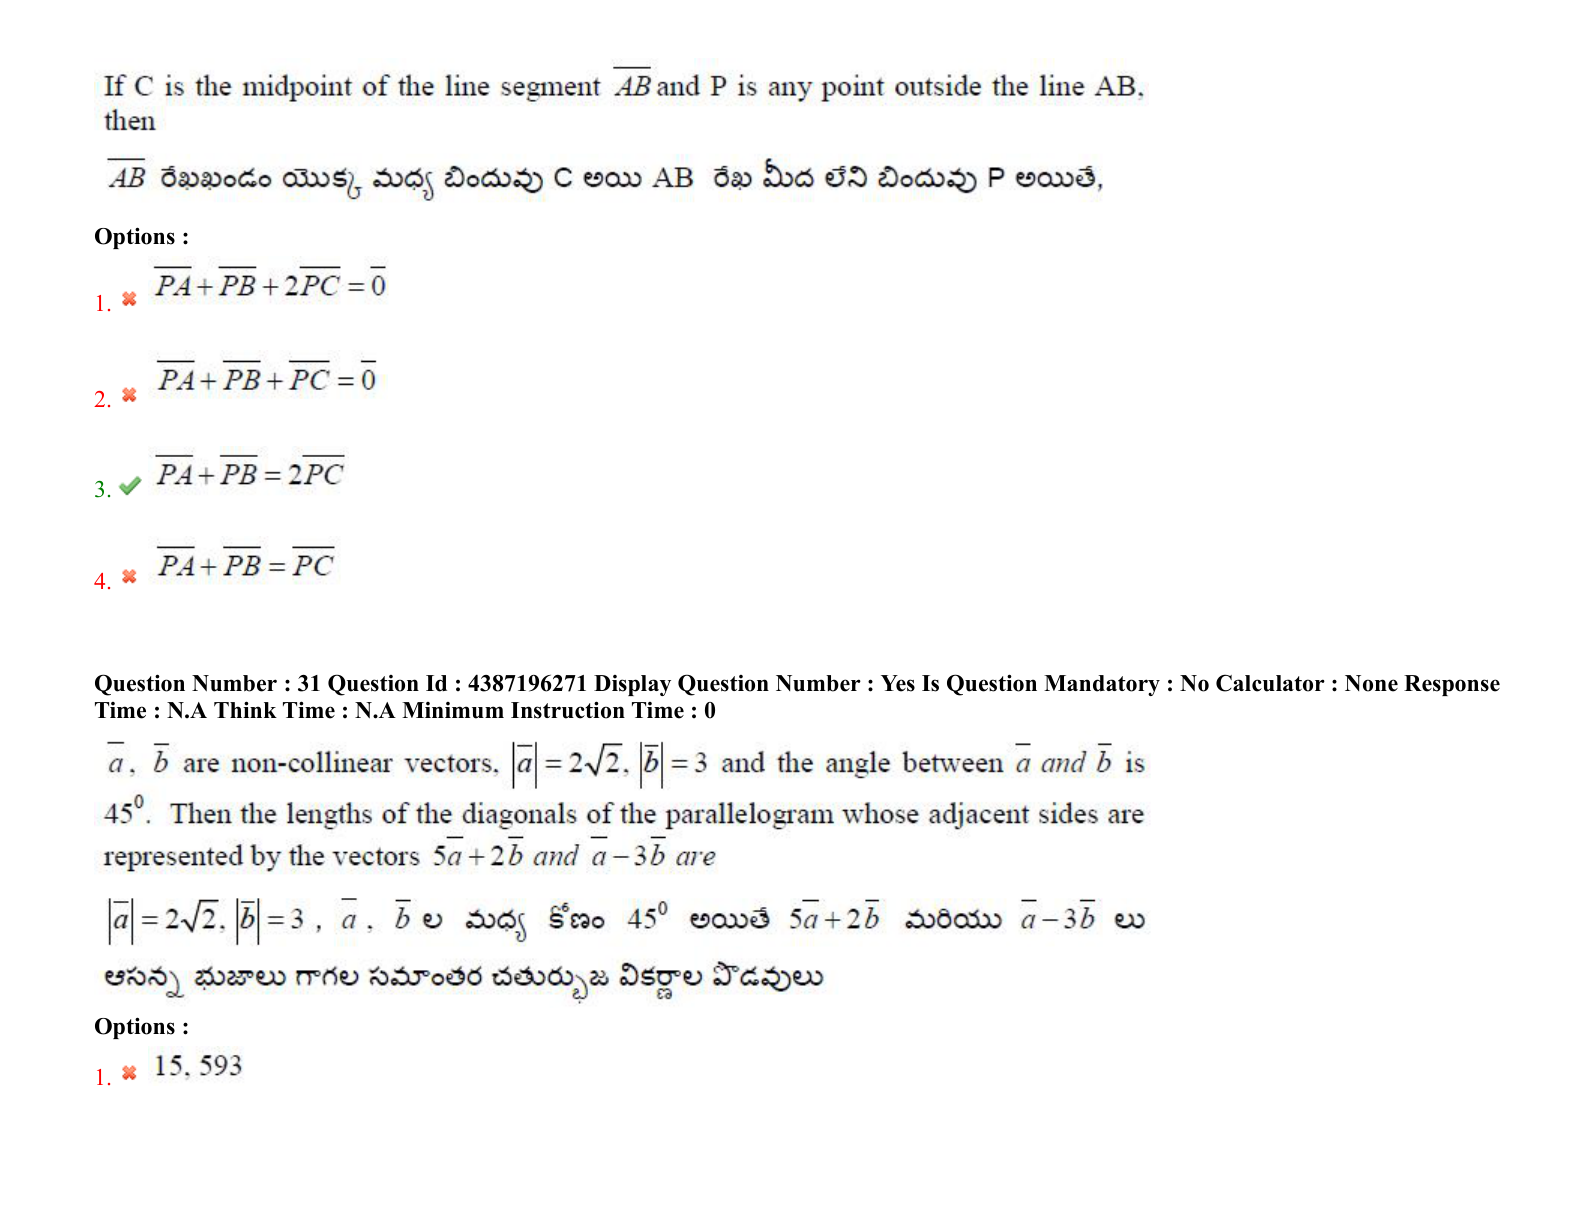 If C is the midpoint of the line segment $\overline{AB}$ and P is any point outside the line AB,
then
$\overline{AB}$ రేఖఖండం యొక్క మధ్య బిందువు C అయి AB రేఖ మీద లేని బిందువు P అయితే,
Options :
1. ✖ $\overline{PA}+\overline{PB}+2\overline{PC}=\overline{0}$
2. ✖ $\overline{PA}+\overline{PB}+\overline{PC}=\overline{0}$
3. ✔ $\overline{PA}+\overline{PB}=2\overline{PC}$
4. ✖ $\overline{PA}+\overline{PB}=\overline{PC}$
Question Number : 31 Question Id : 4387196271 Display Question Number : Yes Is Question Mandatory : No Calculator : None Response
Time : N.A Think Time : N.A Minimum Instruction Time : 0
$\overline{a}$, $\overline{b}$ are non-collinear vectors, $|\overline{a}|=2\sqrt{2}$, $|\overline{b}|=3$ and the angle between $\overline{a}$ and $\overline{b}$ is
$45^0$. Then the lengths of the diagonals of the parallelogram whose adjacent sides are
represented by the vectors $5\overline{a}+2\overline{b}$ and $\overline{a}-3\overline{b}$ are
$|\overline{a}|=2\sqrt{2}$, $|\overline{b}|=3$ , $\overline{a}$ , $\overline{b}$ ల మధ్య కోణం $45^0$ అయితే $5\overline{a}+2\overline{b}$ మరియు $\overline{a}-3\overline{b}$ లు
ఆసన్న భుజాలు గాగల సమాంతర చతుర్భుజ వికర్ణాల పొడవులు
Options :
1. ✖ 15, 593